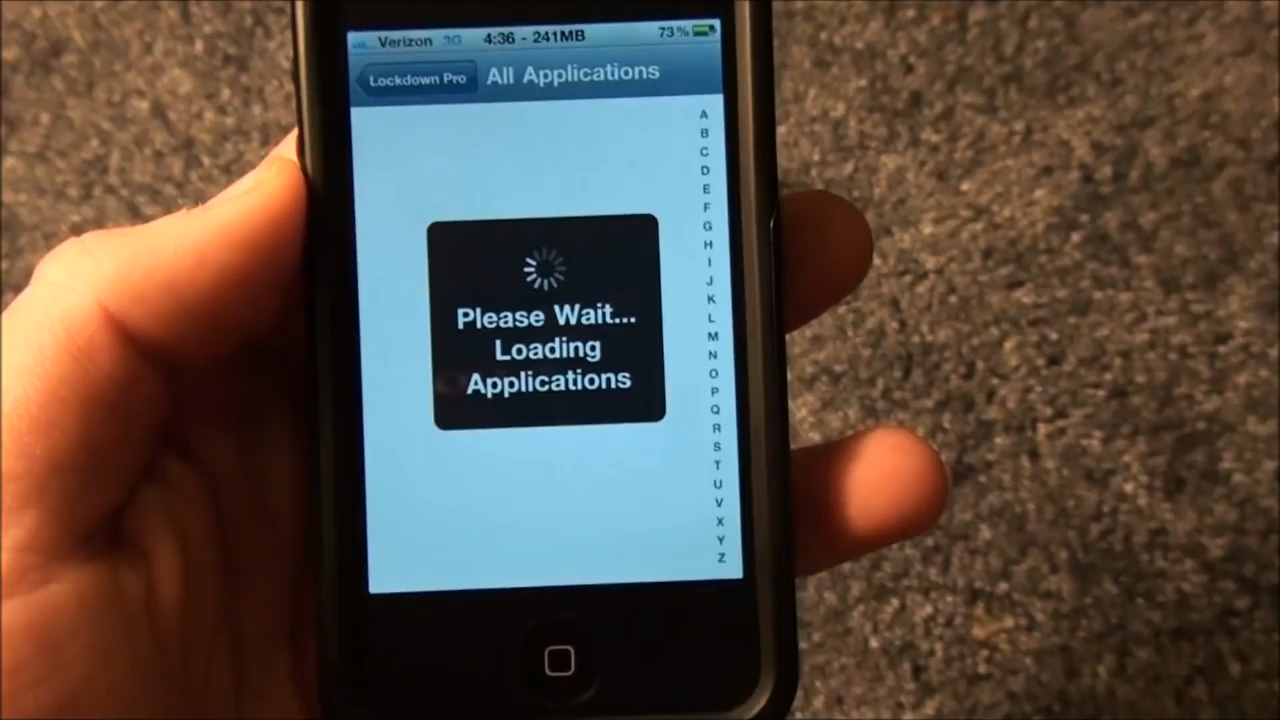 Verizon 3G 4:36 - 241MB 73%
Lockdown Pro All Applications
Please Wait...
Loading
Applications
A
B
C
D
E
F
G
H
I
J
K
L
M
N
O
P
Q
R
S
T
U
V
X
Y
Z